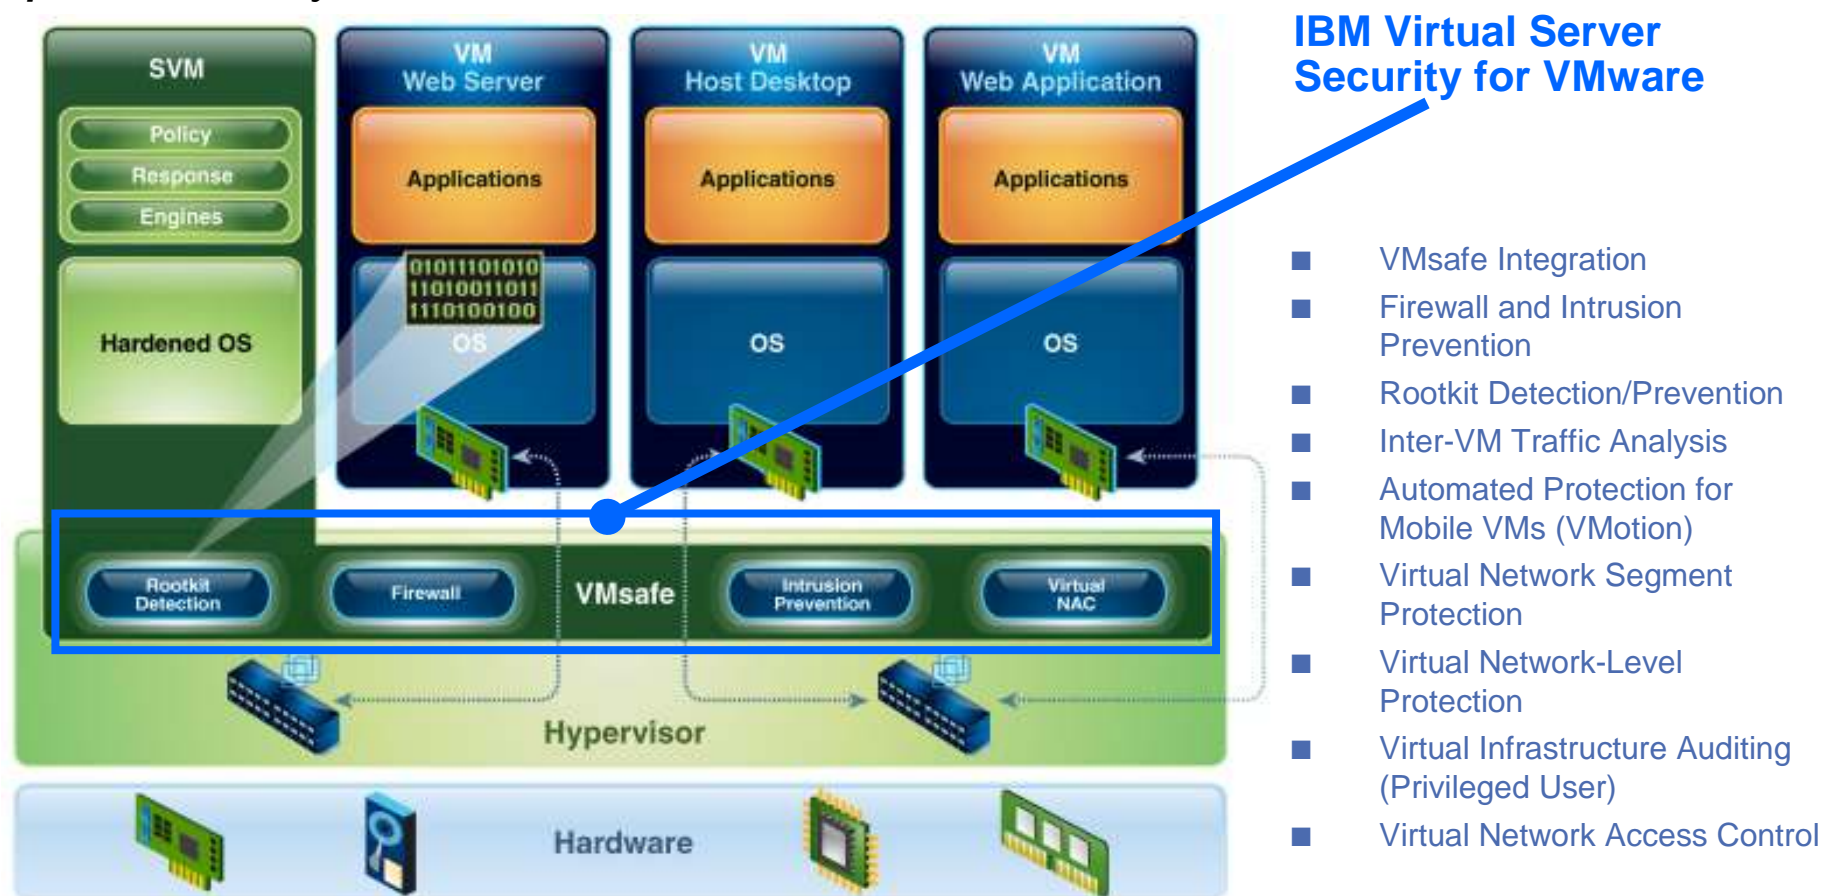 IBM Virtual Server
Security for VMware
SVM
Policy
Response
Engines
Hardened OS
VM
Web Server
Applications
01011101010
11010011011
1110100100
OS
VM
Host Desktop
Applications
OS
VM
Web Application
Applications
OS
Rootkit
Detection
Firewall
VMsafe
Intrusion
Prevention
Virtual
NAC
Hypervisor
Hardware
■ VMsafe Integration
■ Firewall and Intrusion
Prevention
■ Rootkit Detection/Prevention
■ Inter-VM Traffic Analysis
■ Automated Protection for
Mobile VMs (VMotion)
■ Virtual Network Segment
Protection
■ Virtual Network-Level
Protection
■ Virtual Infrastructure Auditing
(Privileged User)
■ Virtual Network Access Control